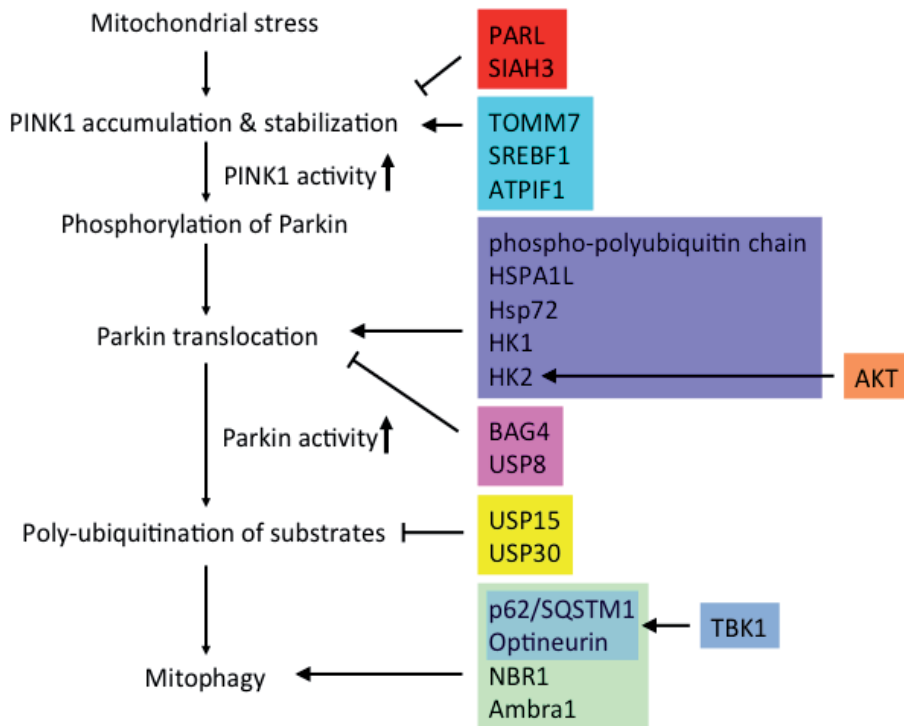 Mitochondrial stress
PARL
SIAH3
PINK1 accumulation & stabilization
TOMM7
SREBF1
ATPIF1
PINK1 activity
Phosphorylation of Parkin
phospho-polyubiquitin chain
HSPA1L
Hsp72
HK1
HK2
AKT
Parkin translocation
BAG4
USP8
Parkin activity
Poly-ubiquitination of substrates
USP15
USP30
p62/SQSTM1
Optineurin
TBK1
NBR1
Ambra1
Mitophagy